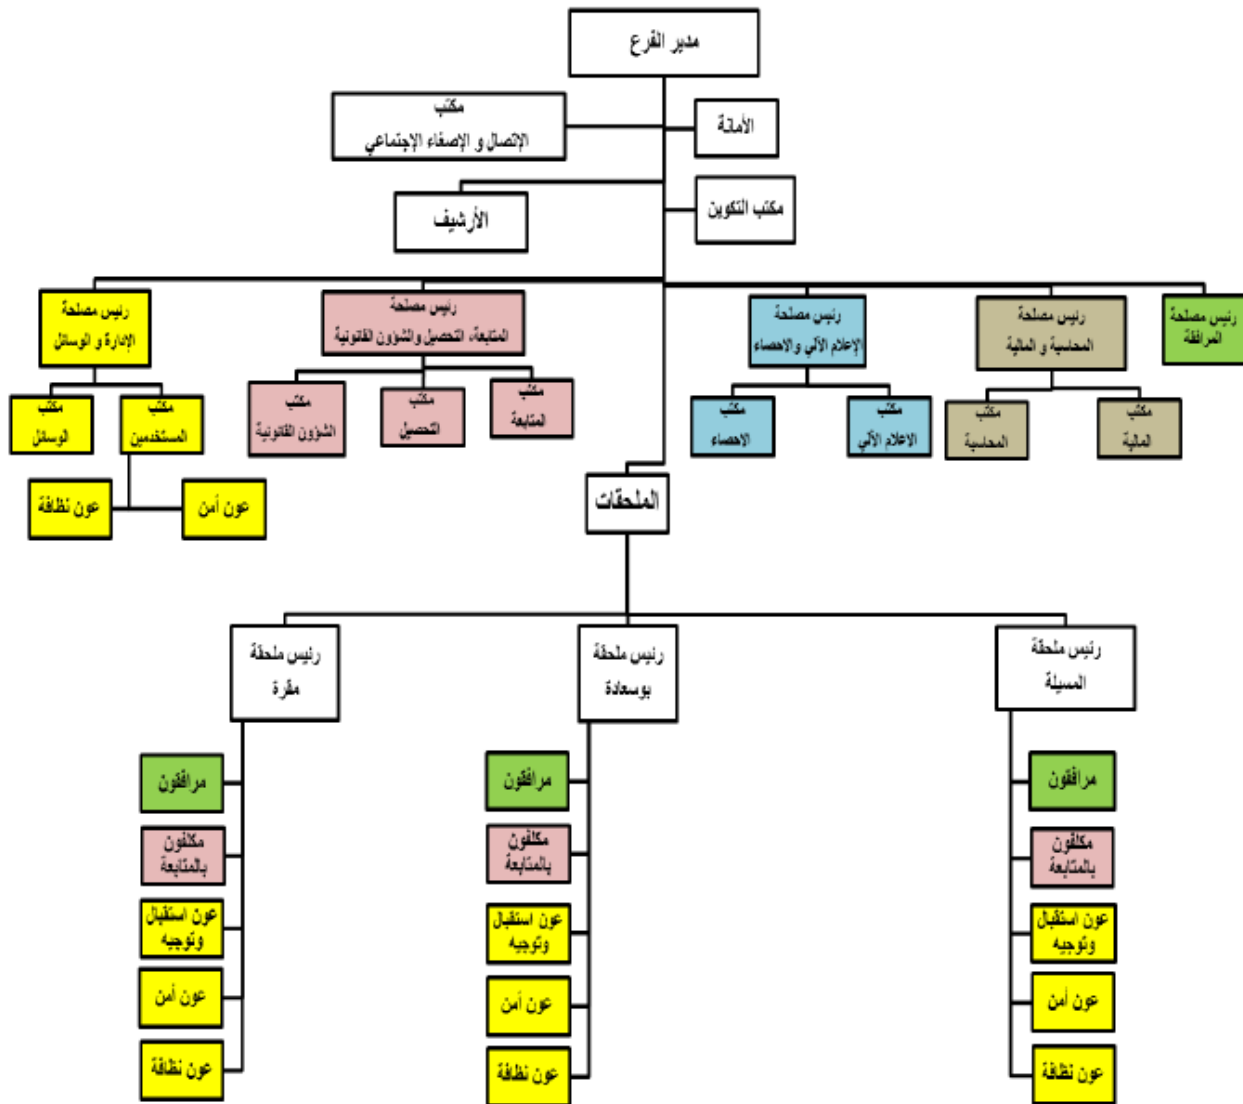 مدير الفرع
مكتب
الإتصال و الإصغاء الإجتماعي
الأمانة
مكتب التكوين
الأرشيف
رئيس مصلحة
المرافقة
رئيس مصلحة
المحاسبة و المالية
رئيس مصلحة
الإعلام الآلي والاحصاء
رئيس مصلحة
المتابعة، التحصيل والشؤون القانونية
رئيس مصلحة
الإدارة و الوسائل
مكتب
المالية
مكتب
المحاسبة
مكتب
الاعلام الآلي
مكتب
الاحصاء
مكتب
المتابعة
مكتب
التحصيل
مكتب
الشؤون القانونية
مكتب
المستخدمين
مكتب
الوسائل
عون أمن
عون نظافة
الملحقات
رئيس ملحقة
المسيلة
رئيس ملحقة
بوسعادة
رئيس ملحقة
مقرة
مرافقون
مكلفون
بالمتابعة
عون استقبال
وتوجيه
عون أمن
عون نظافة
مرافقون
مكلفون
بالمتابعة
عون استقبال
وتوجيه
عون أمن
عون نظافة
مرافقون
مكلفون
بالمتابعة
عون استقبال
وتوجيه
عون أمن
عون نظافة